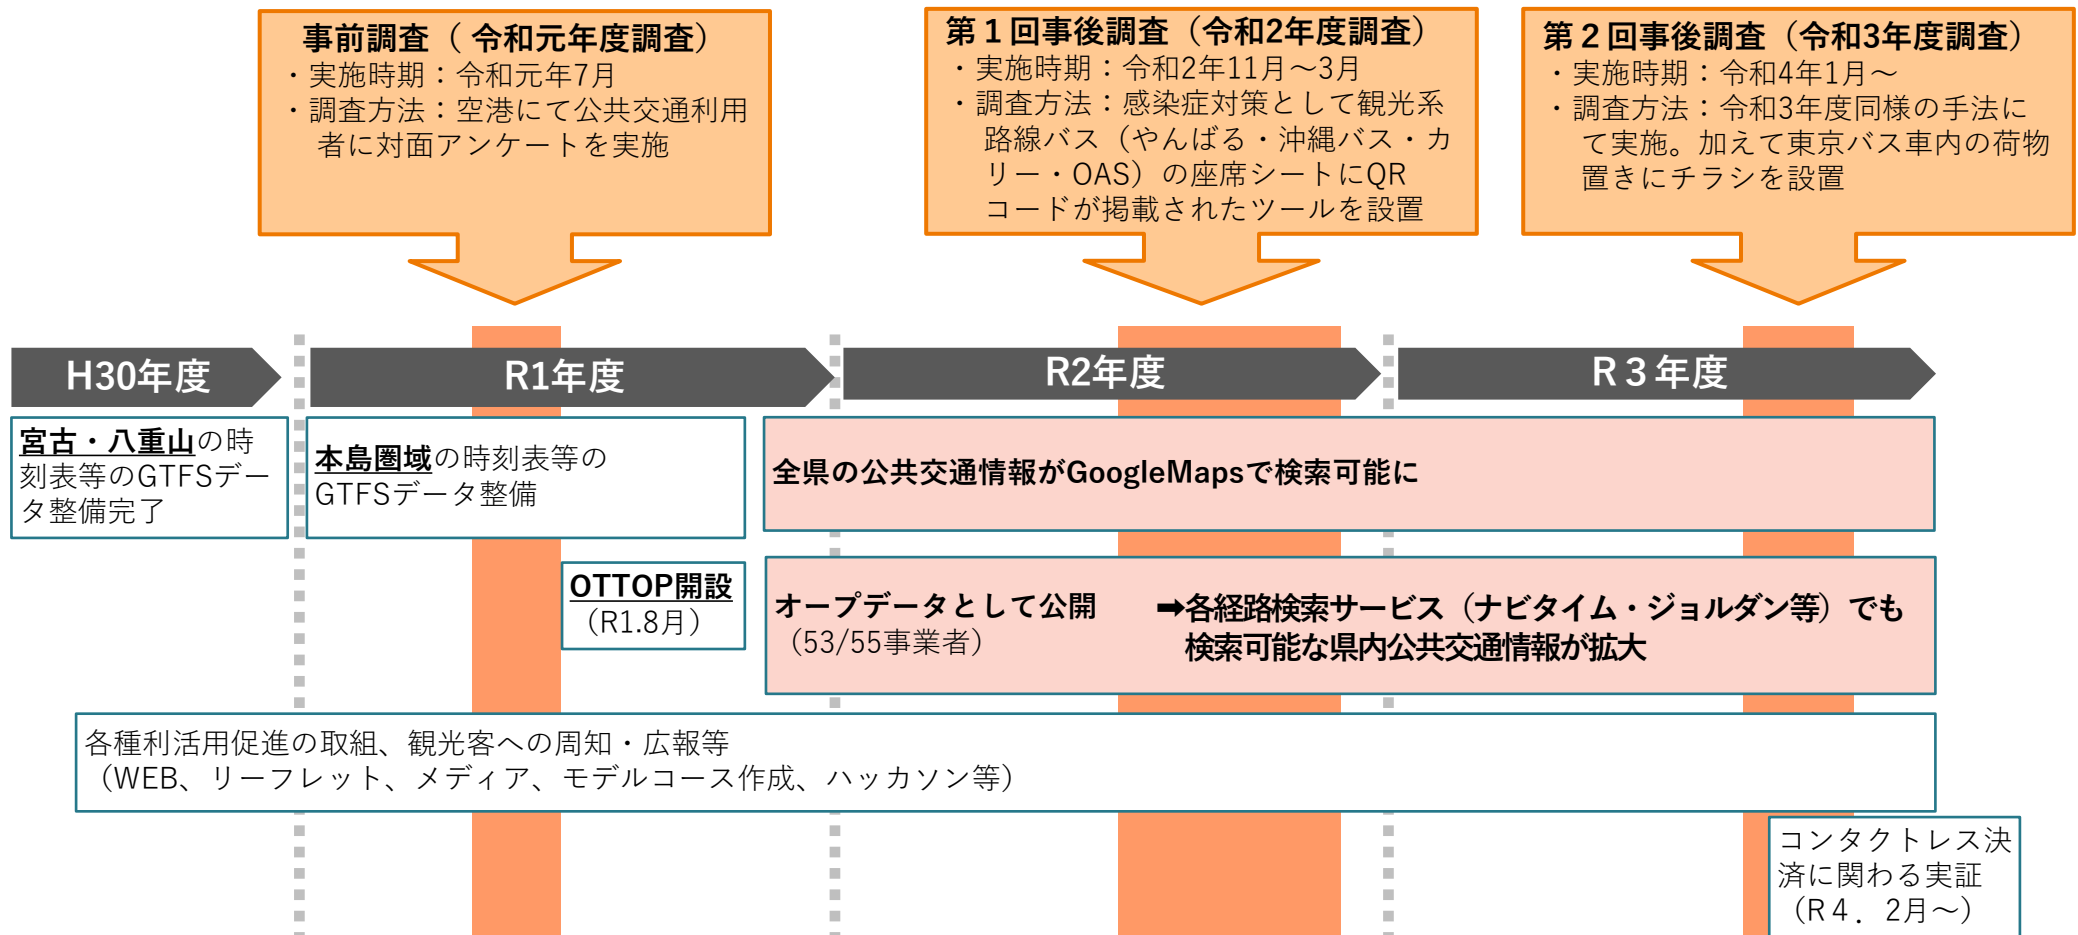 事前調査（ 令和元年度調査）
・実施時期：令和元年7月
・調査方法：空港にて公共交通利用
者に対面アンケートを実施
第１回事後調査（令和2年度調査）
・実施時期：令和2年11月～3月
・調査方法：感染症対策として観光系
路線バス（やんばる・沖縄バス・カ
リー・OAS）の座席シートにQR
コードが掲載されたツールを設置
第２回事後調査（令和3年度調査）
・実施時期：令和4年1月～
・調査方法：令和3年度同様の手法に
て実施。加えて東京バス車内の荷物
置きにチラシを設置
H30年度
R1年度
R2年度
R３年度
宮古・八重山の時
刻表等のGTFSデー
タ整備完了
本島圏域の時刻表等の
GTFSデータ整備
全県の公共交通情報がGoogleMapsで検索可能に
OTTOP開設
（R1.8月）
オープデータとして公開
（53/55事業者）
➡各経路検索サービス（ナビタイム・ジョルダン等）でも
検索可能な県内公共交通情報が拡大
各種利活用促進の取組、観光客への周知・広報等
（WEB、リーフレット、メディア、モデルコース作成、ハッカソン等）
コンタクトレス決
済に関わる実証
（R４．2月～）